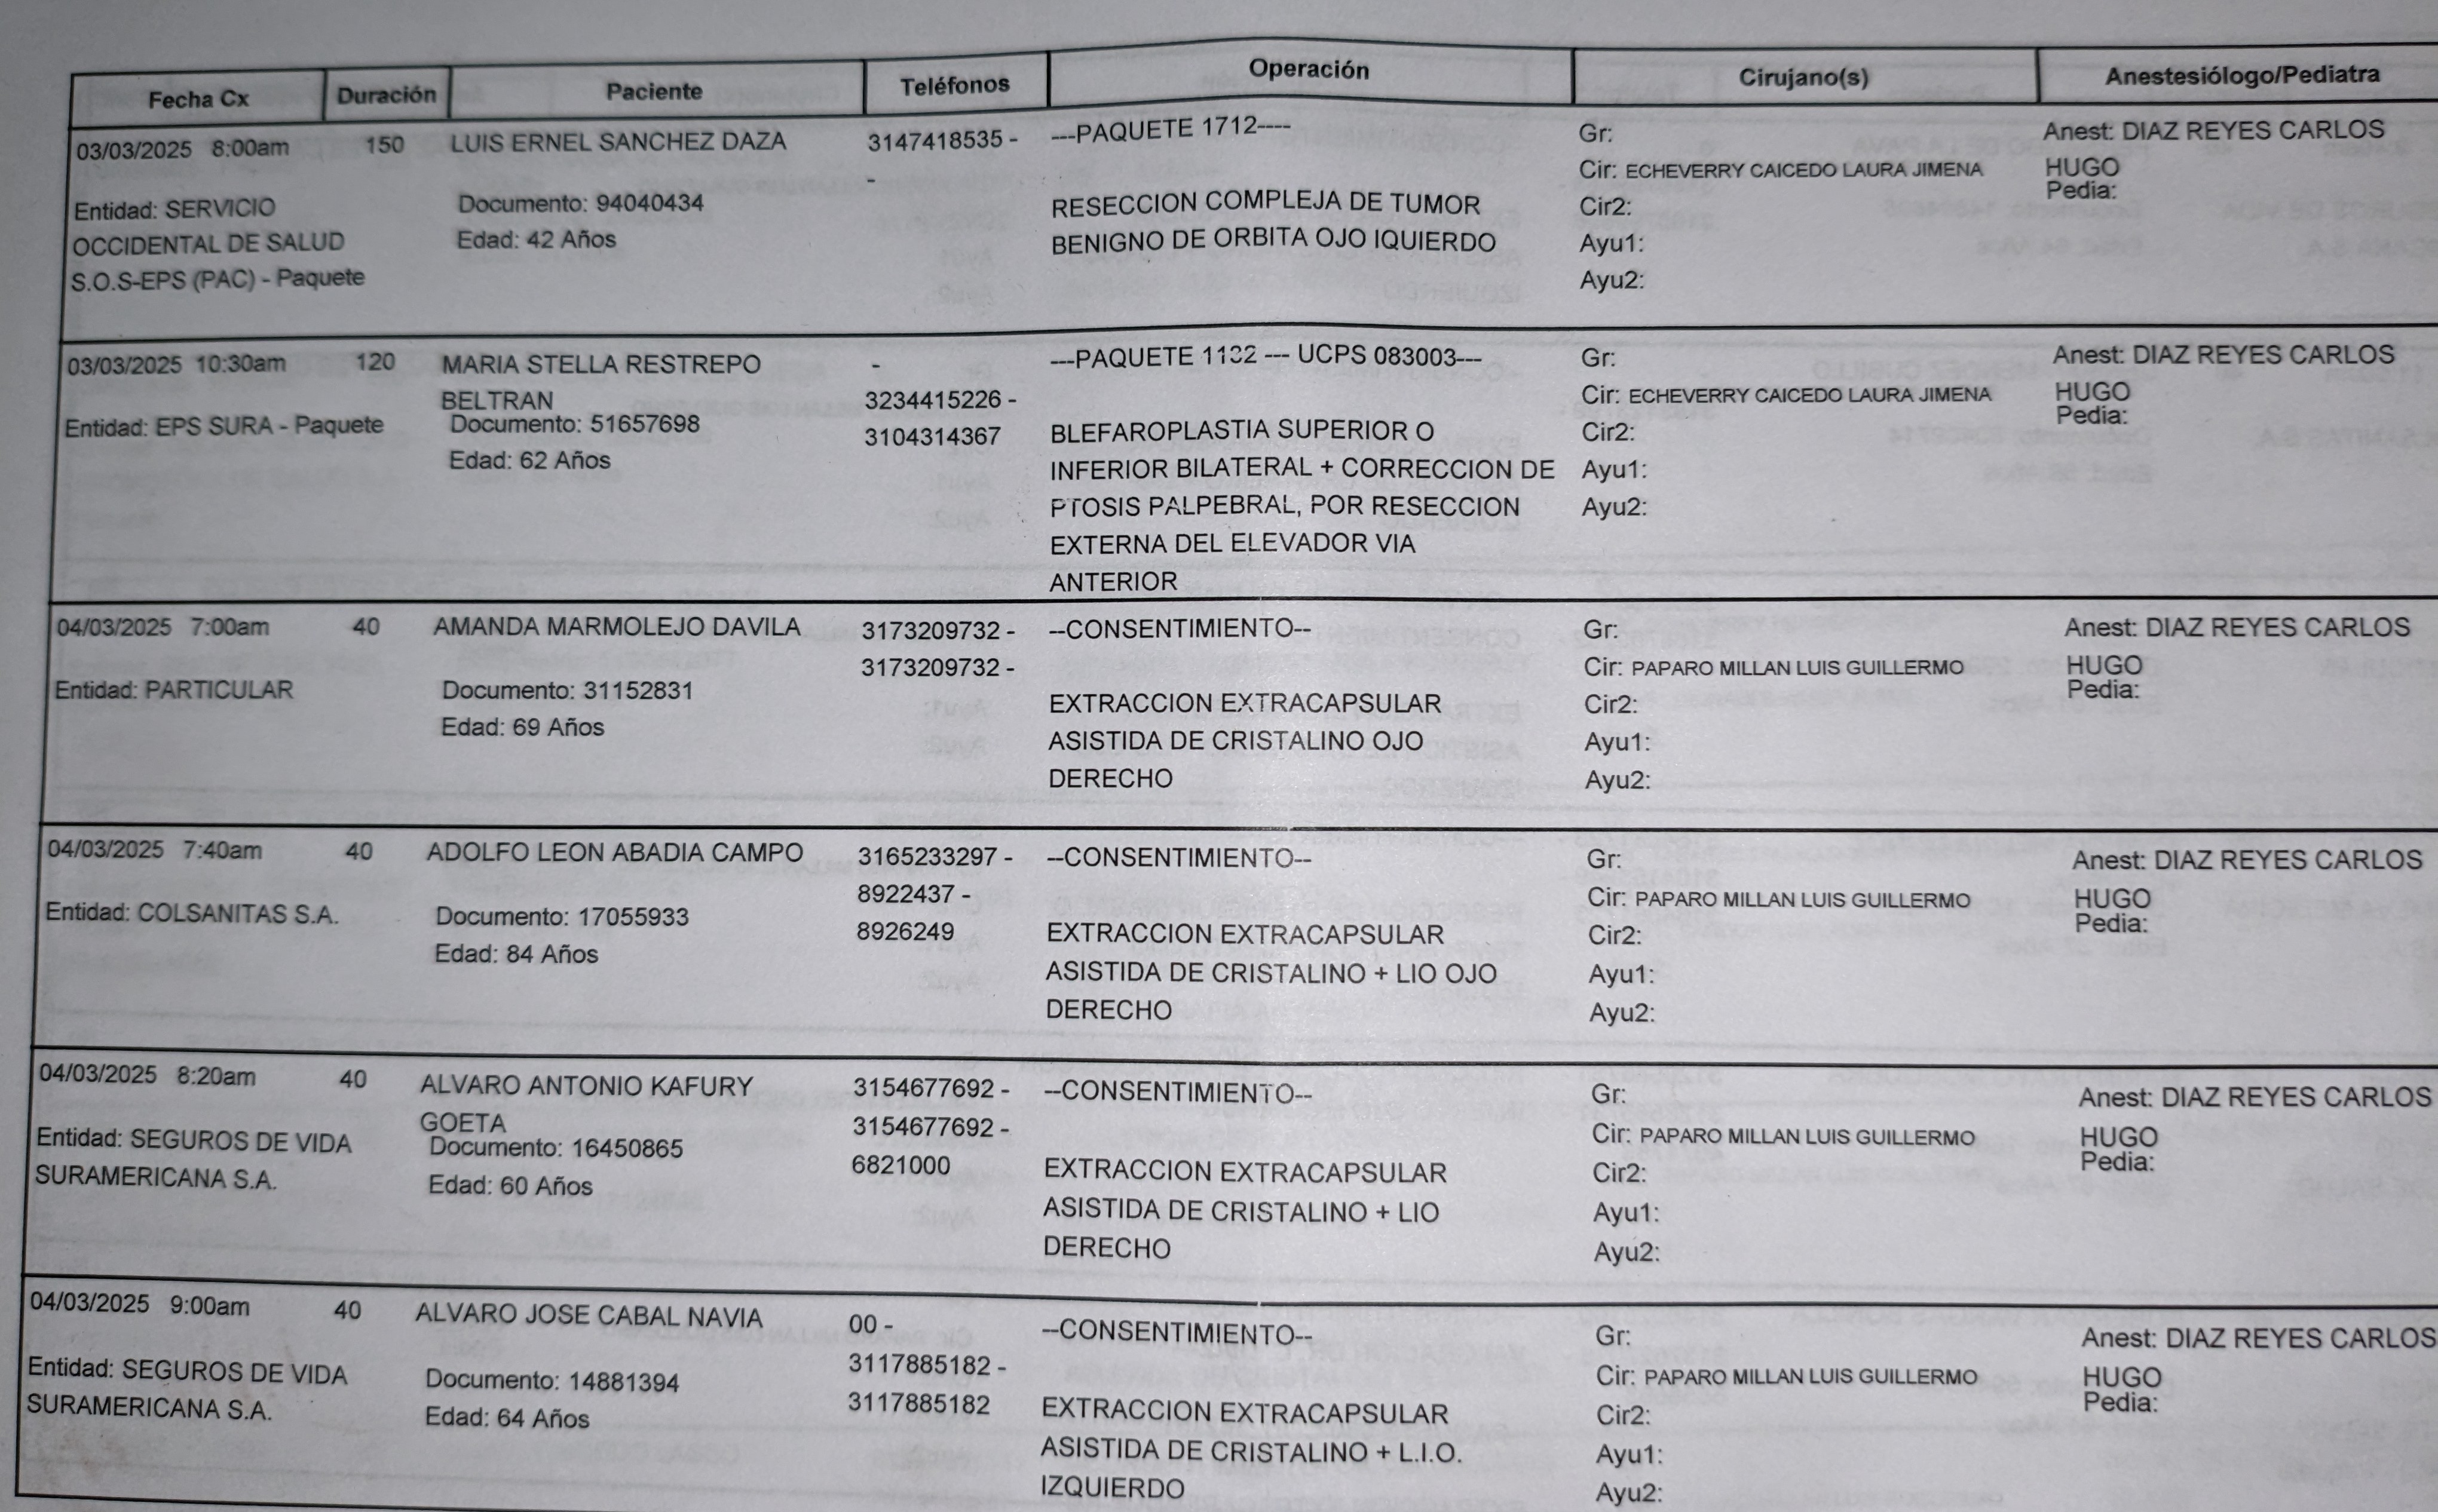 Fecha Cx Duración Paciente Teléfonos Operación Cirujano(s) Anestesiólogo/Pediatra
03/03/2025 8:00am 150 LUIS ERNEL SANCHEZ DAZA 3147418535 - ---PAQUETE 1712---- Gr: Anest: DIAZ REYES CARLOS
- Cir: ECHEVERRY CAICEDO LAURA JIMENA HUGO
Pedia:
Entidad: SERVICIO Documento: 94040434 RESECCION COMPLEJA DE TUMOR Cir2:
OCCIDENTAL DE SALUD Edad: 42 Años BENIGNO DE ORBITA OJO IQUIERDO Ayu1:
S.O.S-EPS (PAC) - Paquete Ayu2:
03/03/2025 10:30am 120 MARIA STELLA RESTREPO - ---PAQUETE 1132 --- UCPS 083003--- Gr: Anest: DIAZ REYES CARLOS
BELTRAN 3234415226 - Cir: ECHEVERRY CAICEDO LAURA JIMENA HUGO
Pedia:
Entidad: EPS SURA - Paquete Documento: 51657698 3104314367 BLEFAROPLASTIA SUPERIOR O Cir2:
Edad: 62 Años INFERIOR BILATERAL + CORRECCION DE Ayu1:
PTOSIS PALPEBRAL, POR RESECCION Ayu2:
EXTERNA DEL ELEVADOR VIA
ANTERIOR
04/03/2025 7:00am 40 AMANDA MARMOLEJO DAVILA 3173209732 - --CONSENTIMIENTO-- Gr: Anest: DIAZ REYES CARLOS
3173209732 - Cir: PAPARO MILLAN LUIS GUILLERMO HUGO
Pedia:
Entidad: PARTICULAR Documento: 31152831 EXTRACCION EXTRACAPSULAR Cir2:
Edad: 69 Años ASISTIDA DE CRISTALINO OJO Ayu1:
DERECHO Ayu2:
04/03/2025 7:40am 40 ADOLFO LEON ABADIA CAMPO 3165233297 - --CONSENTIMIENTO-- Gr: Anest: DIAZ REYES CARLOS
8922437 - Cir: PAPARO MILLAN LUIS GUILLERMO HUGO
Pedia:
Entidad: COLSANITAS S.A. Documento: 17055933 8926249 EXTRACCION EXTRACAPSULAR Cir2:
Edad: 84 Años ASISTIDA DE CRISTALINO + LIO OJO Ayu1:
DERECHO Ayu2:
04/03/2025 8:20am 40 ALVARO ANTONIO KAFURY 3154677692 - --CONSENTIMIENTO-- Gr: Anest: DIAZ REYES CARLOS
GOETA 3154677692 - Cir: PAPARO MILLAN LUIS GUILLERMO HUGO
Pedia:
Entidad: SEGUROS DE VIDA Documento: 16450865 6821000 EXTRACCION EXTRACAPSULAR Cir2:
SURAMERICANA S.A. Edad: 60 Años ASISTIDA DE CRISTALINO + LIO Ayu1:
DERECHO Ayu2:
04/03/2025 9:00am 40 ALVARO JOSE CABAL NAVIA 00 - --CONSENTIMIENTO-- Gr: Anest: DIAZ REYES CARLOS
3117885182 - Cir: PAPARO MILLAN LUIS GUILLERMO HUGO
Pedia:
Entidad: SEGUROS DE VIDA Documento: 14881394 3117885182 EXTRACCION EXTRACAPSULAR Cir2:
SURAMERICANA S.A. Edad: 64 Años ASISTIDA DE CRISTALINO + L.I.O. Ayu1:
IZQUIERDO Ayu2: